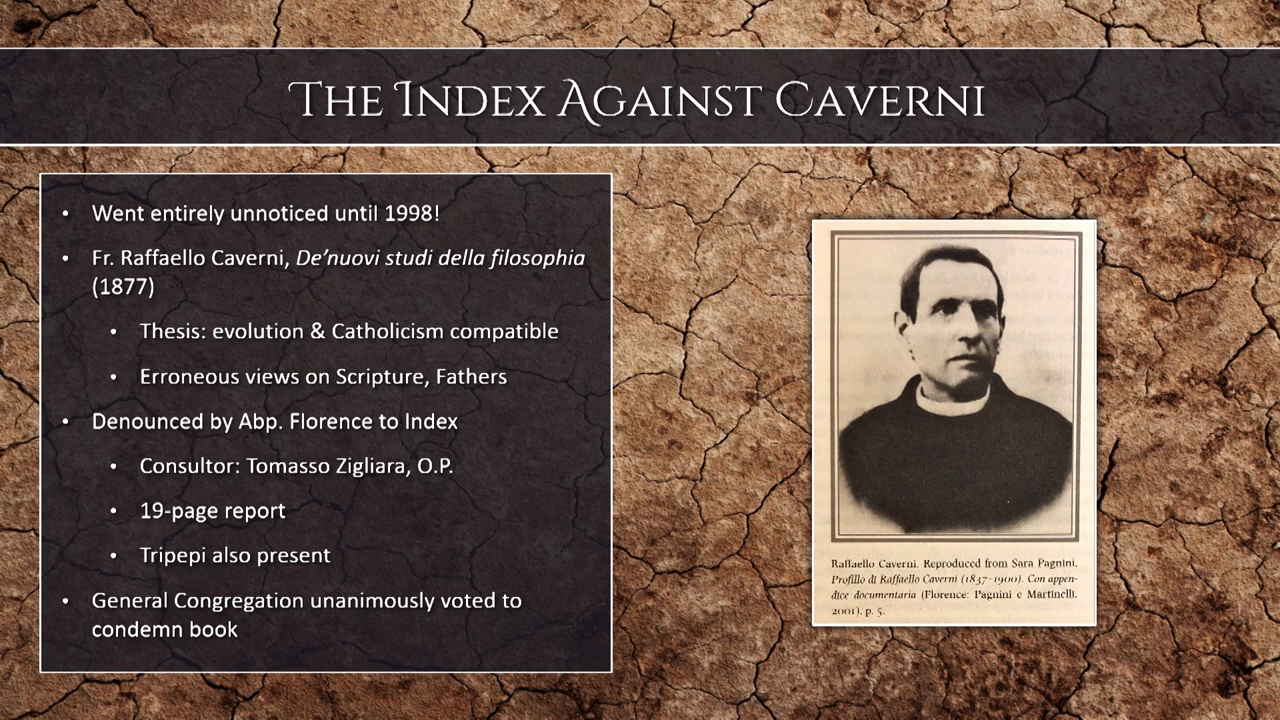 The Index Against Caverni
• Went entirely unnoticed until 1998!
• Fr. Raffaello Caverni, De’nuovi studi della filosophia
(1877)
• Thesis: evolution & Catholicism compatible
• Erroneous views on Scripture, Fathers
• Denounced by Abp. Florence to Index
• Consultor: Tomasso Zigliara, O.P.
• 19-page report
• Tripepi also present
• General Congregation unanimously voted to
condemn book
Raffaello Caverni. Reproduced from Sara Pagnini,
Profillo di Raffaello Caverni (1837–1900). Con appen-
dice documentaria (Florence: Pagnini e Martinelli,
2001), p. 5.